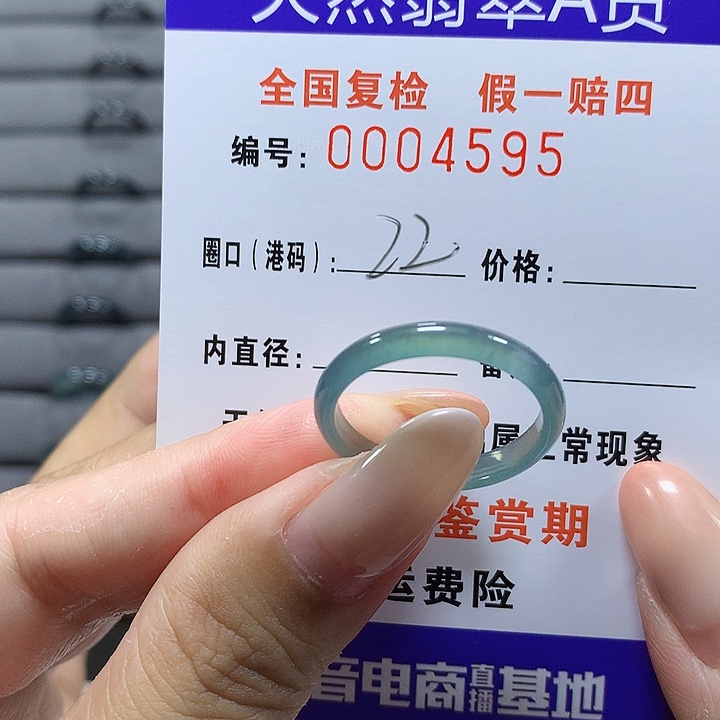 天然翡翠A货
全国复检 假一赔四
编号: 0004595
圈口(港码): 22 价格:
内直径:
属正常现象
鉴赏期
运费险
音电商直播基地